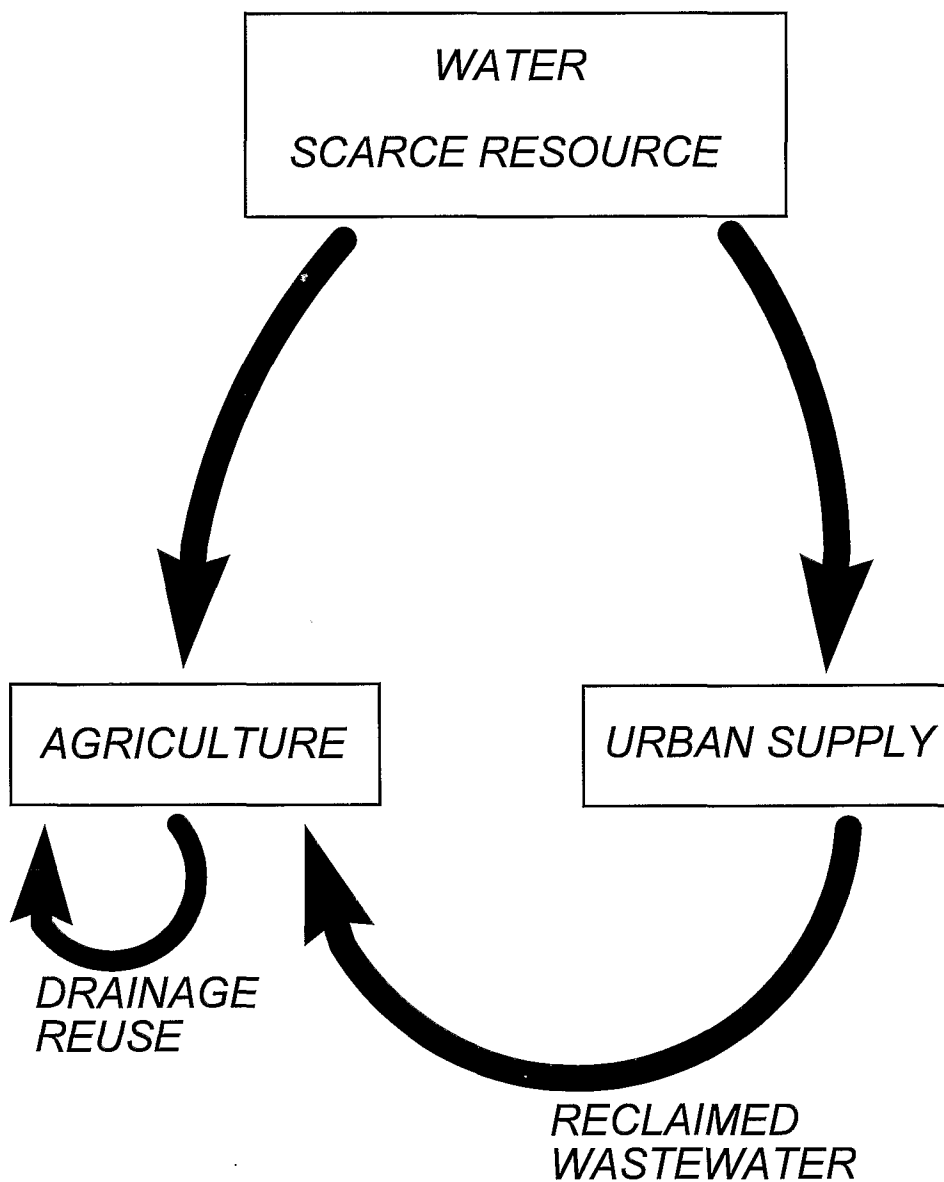 WATER
SCARCE RESOURCE
AGRICULTURE
URBAN SUPPLY
DRAINAGE
REUSE
RECLAIMED
WASTEWATER